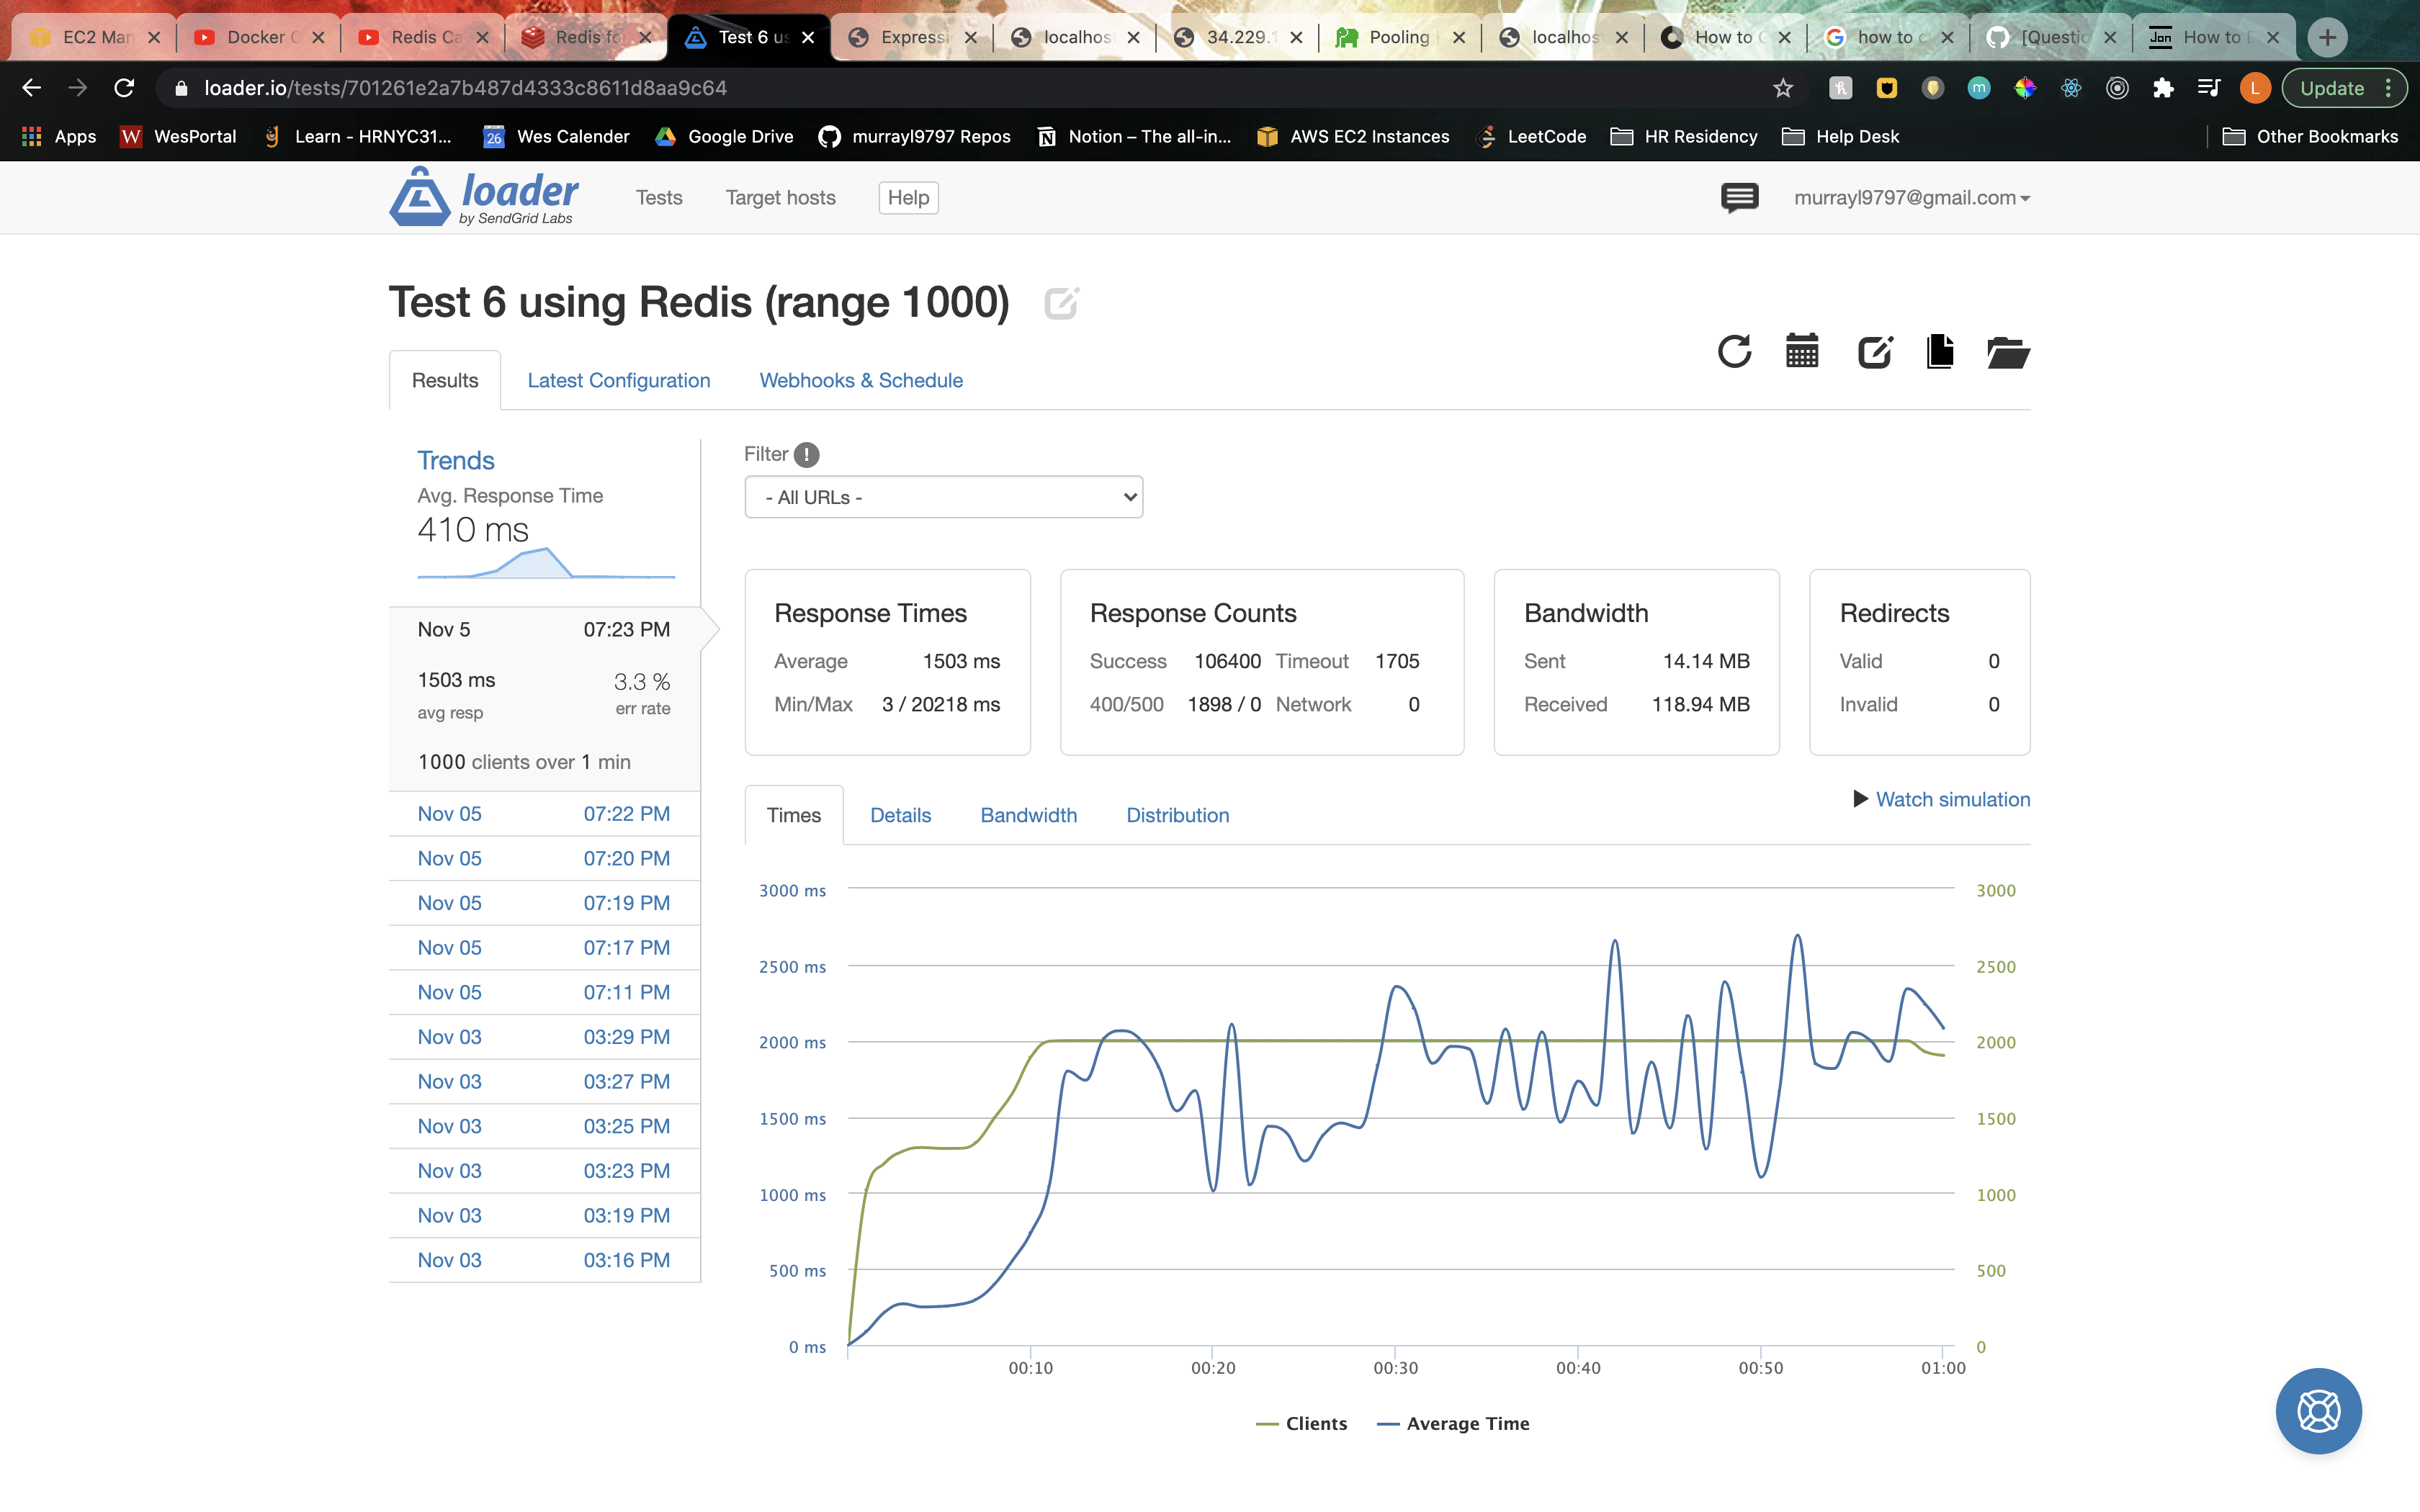 EC2 Man
Docker C
Redis Ca
Redis fo
Test 6 us
Express
localhos
34.229.1
Pooling
localhos
How to C
how to c
[Questio
How to D
loader.io/tests/701261e2a7b487d4333c8611d8aa9c64
Update
Apps
WesPortal
Learn - HRNYC31...
Wes Calender
Google Drive
murrayl9797 Repos
Notion – The all-in...
AWS EC2 Instances
LeetCode
HR Residency
Help Desk
Other Bookmarks
loader
by SendGrid Labs
Tests
Target hosts
Help
murrayl9797@gmail.com
Test 6 using Redis (range 1000)
Results
Latest Configuration
Webhooks & Schedule
Trends
Avg. Response Time
410 ms
Nov 5 07:23 PM
1503 ms 3.3 %
avg resp err rate
1000 clients over 1 min
Nov 05 07:22 PM
Nov 05 07:20 PM
Nov 05 07:19 PM
Nov 05 07:17 PM
Nov 05 07:11 PM
Nov 03 03:29 PM
Nov 03 03:27 PM
Nov 03 03:25 PM
Nov 03 03:23 PM
Nov 03 03:19 PM
Nov 03 03:16 PM
Filter
- All URLs -
Response Times
Average 1503 ms
Min/Max 3 / 20218 ms
Response Counts
Success 106400 Timeout 1705
400/500 1898 / 0 Network 0
Bandwidth
Sent 14.14 MB
Received 118.94 MB
Redirects
Valid 0
Invalid 0
Times
Details
Bandwidth
Distribution
Watch simulation
3000 ms 3000
2500 ms 2500
2000 ms 2000
1500 ms 1500
1000 ms 1000
500 ms 500
0 ms 0
00:10 00:20 00:30 00:40 00:50 01:00
Clients Average Time